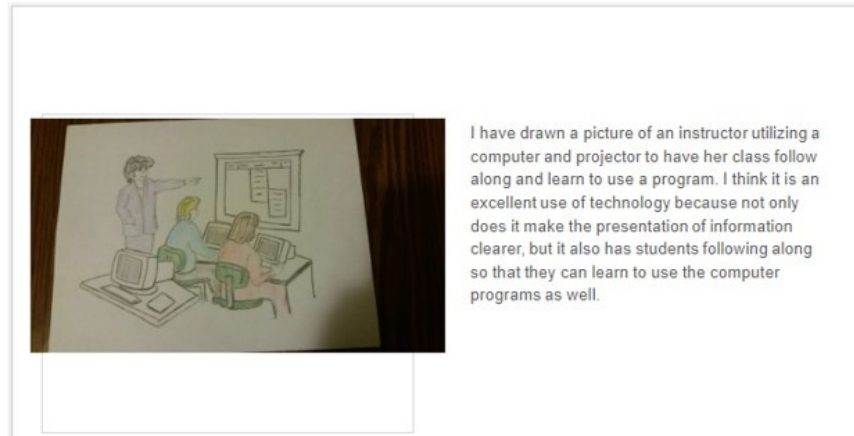 I have drawn a picture of an instructor utilizing a
computer and projector to have her class follow
along and learn to use a program. I think it is an
excellent use of technology because not only
does it make the presentation of information
clearer, but it also has students following along
so that they can learn to use the computer
programs as well.